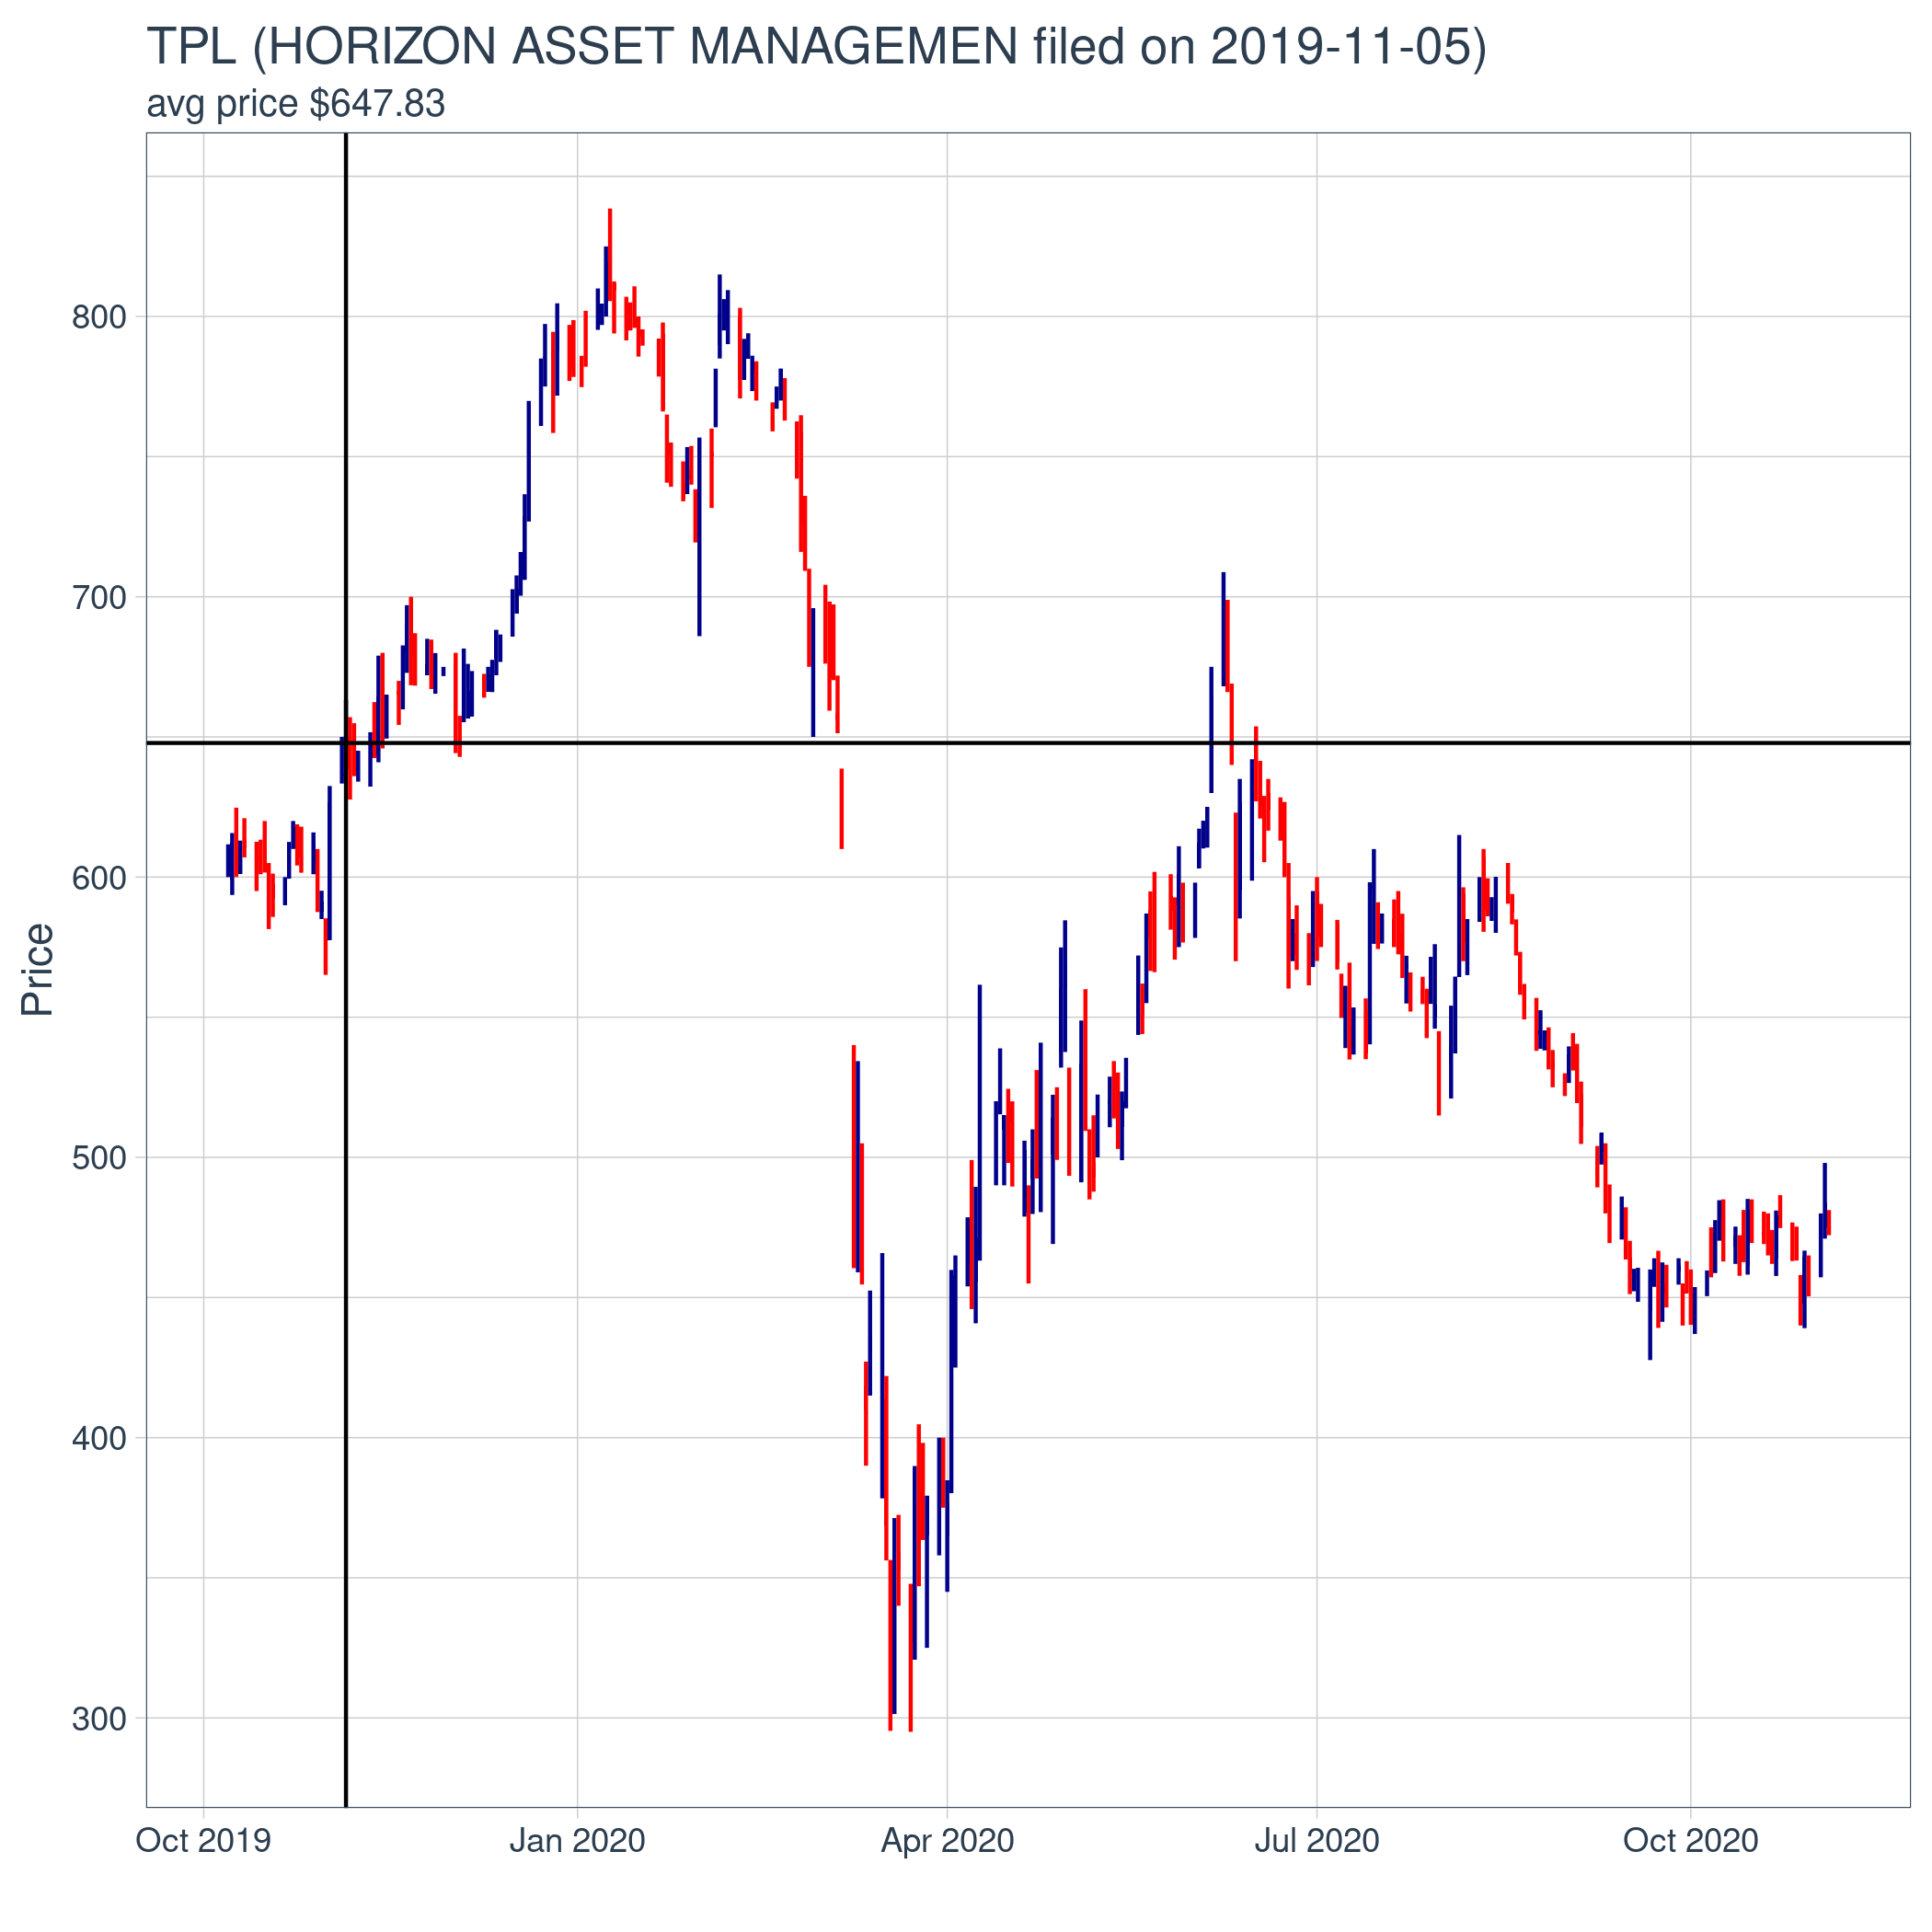 TPL (HORIZON ASSET MANAGEMEN filed on 2019-11-05)
avg price $647.83
800
700
600
500
400
300
Price
Oct 2019 Jan 2020 Apr 2020 Jul 2020 Oct 2020